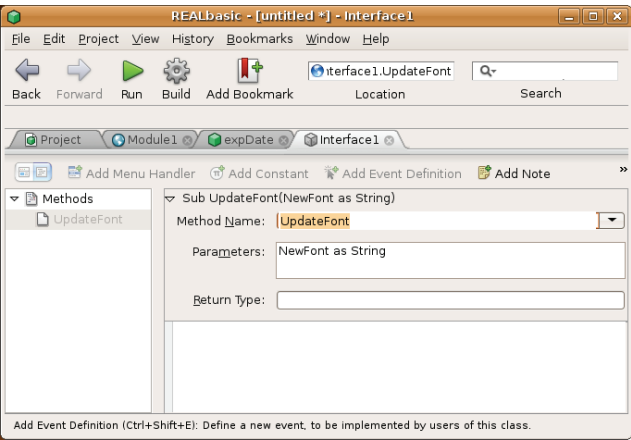 REALbasic - [untitled *] - Interface1
File Edit Project View History Bookmarks Window Help
Back Forward Run Build Add Bookmark
nterface1.UpdateFont
Location Search
Project Module1 expDate Interface1
Add Menu Handler Add Constant Add Event Definition Add Note »
Methods
UpdateFont
Sub UpdateFont(NewFont as String)
Method Name: UpdateFont
Parameters: NewFont as String
Return Type:
Add Event Definition (Ctrl+Shift+E): Define a new event, to be implemented by users of this class.